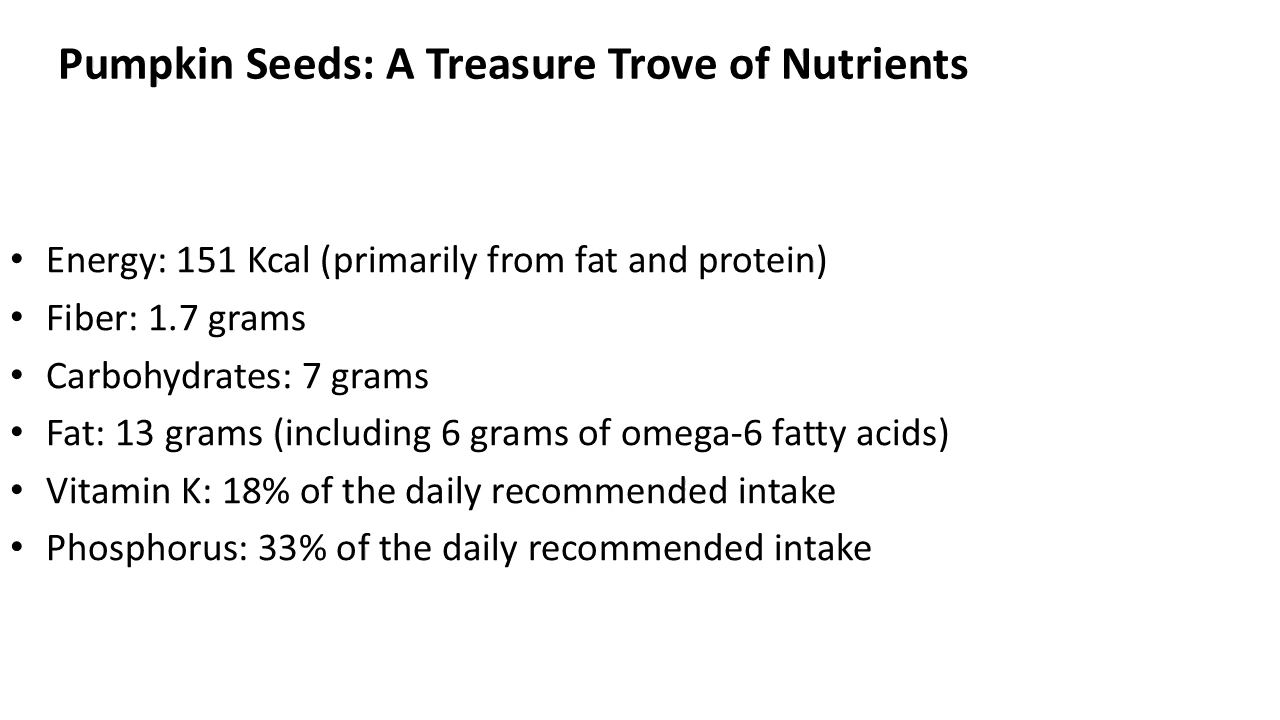 Pumpkin Seeds: A Treasure Trove of Nutrients
• Energy: 151 Kcal (primarily from fat and protein)
• Fiber: 1.7 grams
• Carbohydrates: 7 grams
• Fat: 13 grams (including 6 grams of omega-6 fatty acids)
• Vitamin K: 18% of the daily recommended intake
• Phosphorus: 33% of the daily recommended intake